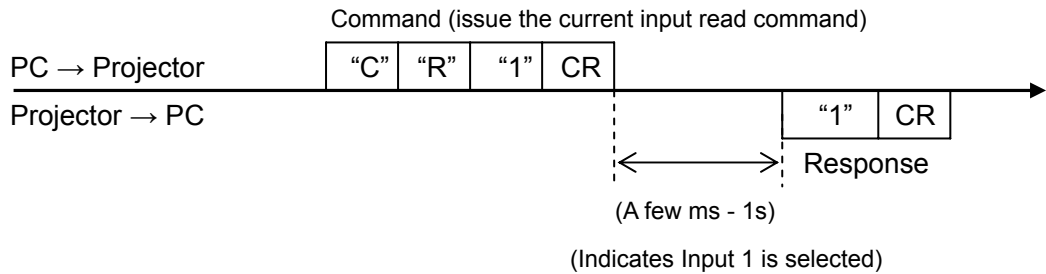 Command (issue the current input read command)
PC → Projector “C” “R” “1” CR
Projector → PC “1” CR
Response
(A few ms - 1s)
(Indicates Input 1 is selected)